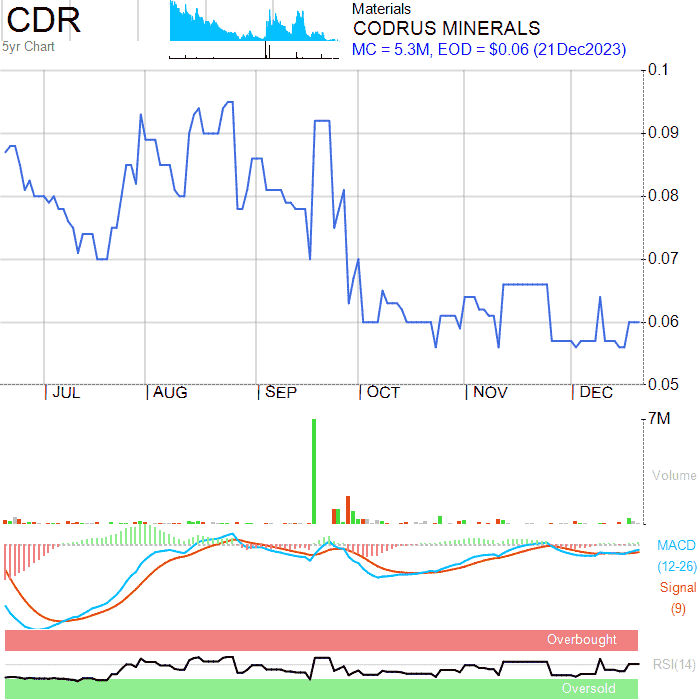 CDR
5yr Chart
Materials
CODRUS MINERALS
MC = 5.3M, EOD = $0.06 (21Dec2023)
0.1
0.09
0.08
0.07
0.06
0.05
JUL AUG SEP OCT NOV DEC
7M
Volume
MACD
(12-26)
Signal
(9)
Overbought
RSI(14)
Oversold